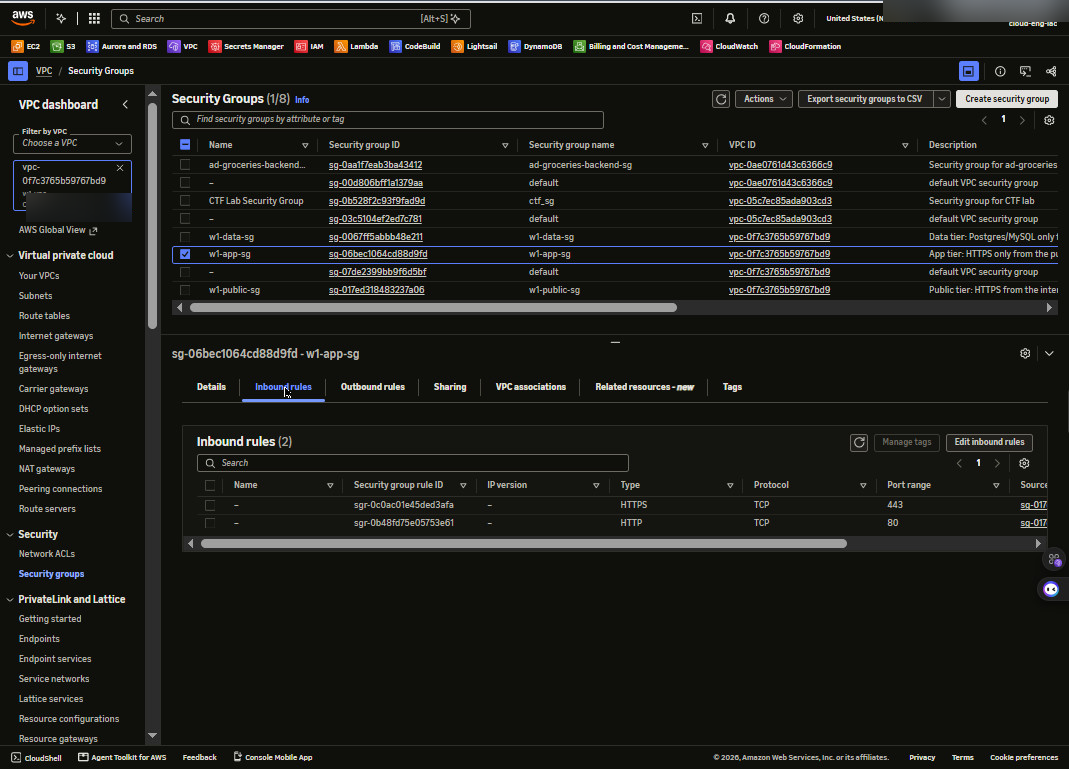 aws
Search [Alt+S]
United States (N
cloud-eng-lac
EC2 S3 Aurora and RDS VPC Secrets Manager IAM Lambda CodeBuild Lightsail DynamoDB Billing and Cost Manageme... CloudWatch CloudFormation
VPC / Security Groups
VPC dashboard
Filter by VPC
Choose a VPC
vpc-
0f7c3765b59767bd9
AWS Global View
Virtual private cloud
Your VPCs
Subnets
Route tables
Internet gateways
Egress-only internet
gateways
Carrier gateways
DHCP option sets
Elastic IPs
Managed prefix lists
NAT gateways
Peering connections
Route servers
Security
Network ACLs
Security groups
PrivateLink and Lattice
Getting started
Endpoints
Endpoint services
Service networks
Lattice services
Resource configurations
Resource gateways
Security Groups (1/8) Info
Actions Export security groups to CSV Create security group
Find security groups by attribute or tag
1
Name Security group ID Security group name VPC ID Description
ad-groceries-backend... sg-0aa1f7eab3ba43412 ad-groceries-backend-sg vpc-0ae0761d43c6366c9 Security group for ad-groceries
– sg-00d806bff1a1379aa default vpc-0ae0761d43c6366c9 default VPC security group
CTF Lab Security Group sg-0b528f2c93f9fad9d ctf_sg vpc-05c7ec85ada903cd3 Security group for CTF lab
– sg-03c5104ef2ed7c781 default vpc-05c7ec85ada903cd3 default VPC security group
w1-data-sg sg-0067ff5abbb48e211 w1-data-sg vpc-0f7c3765b59767bd9 Data tier: Postgres/MySQL only f
w1-app-sg sg-06bec1064cd88d9fd w1-app-sg vpc-0f7c3765b59767bd9 App tier: HTTPS only from the pu
– sg-07de2399bb9f6d5bf default vpc-0f7c3765b59767bd9 default VPC security group
w1-public-sg sg-017ed318483237a06 w1-public-sg vpc-0f7c3765b59767bd9 Public tier: HTTPS from the inter
sg-06bec1064cd88d9fd - w1-app-sg
Details Inbound rules Outbound rules Sharing VPC associations Related resources - new Tags
Inbound rules (2)
Manage tags Edit inbound rules
Search
1
Name Security group rule ID IP version Type Protocol Port range Source
– sgr-0c0ac01e45ded3afa – HTTPS TCP 443 sg-017
– sgr-0b48fd75e05753e61 – HTTP TCP 80 sg-017
CloudShell Agent Toolkit for AWS Feedback Console Mobile App © 2026, Amazon Web Services, Inc. or its affiliates. Privacy Terms Cookie preferences